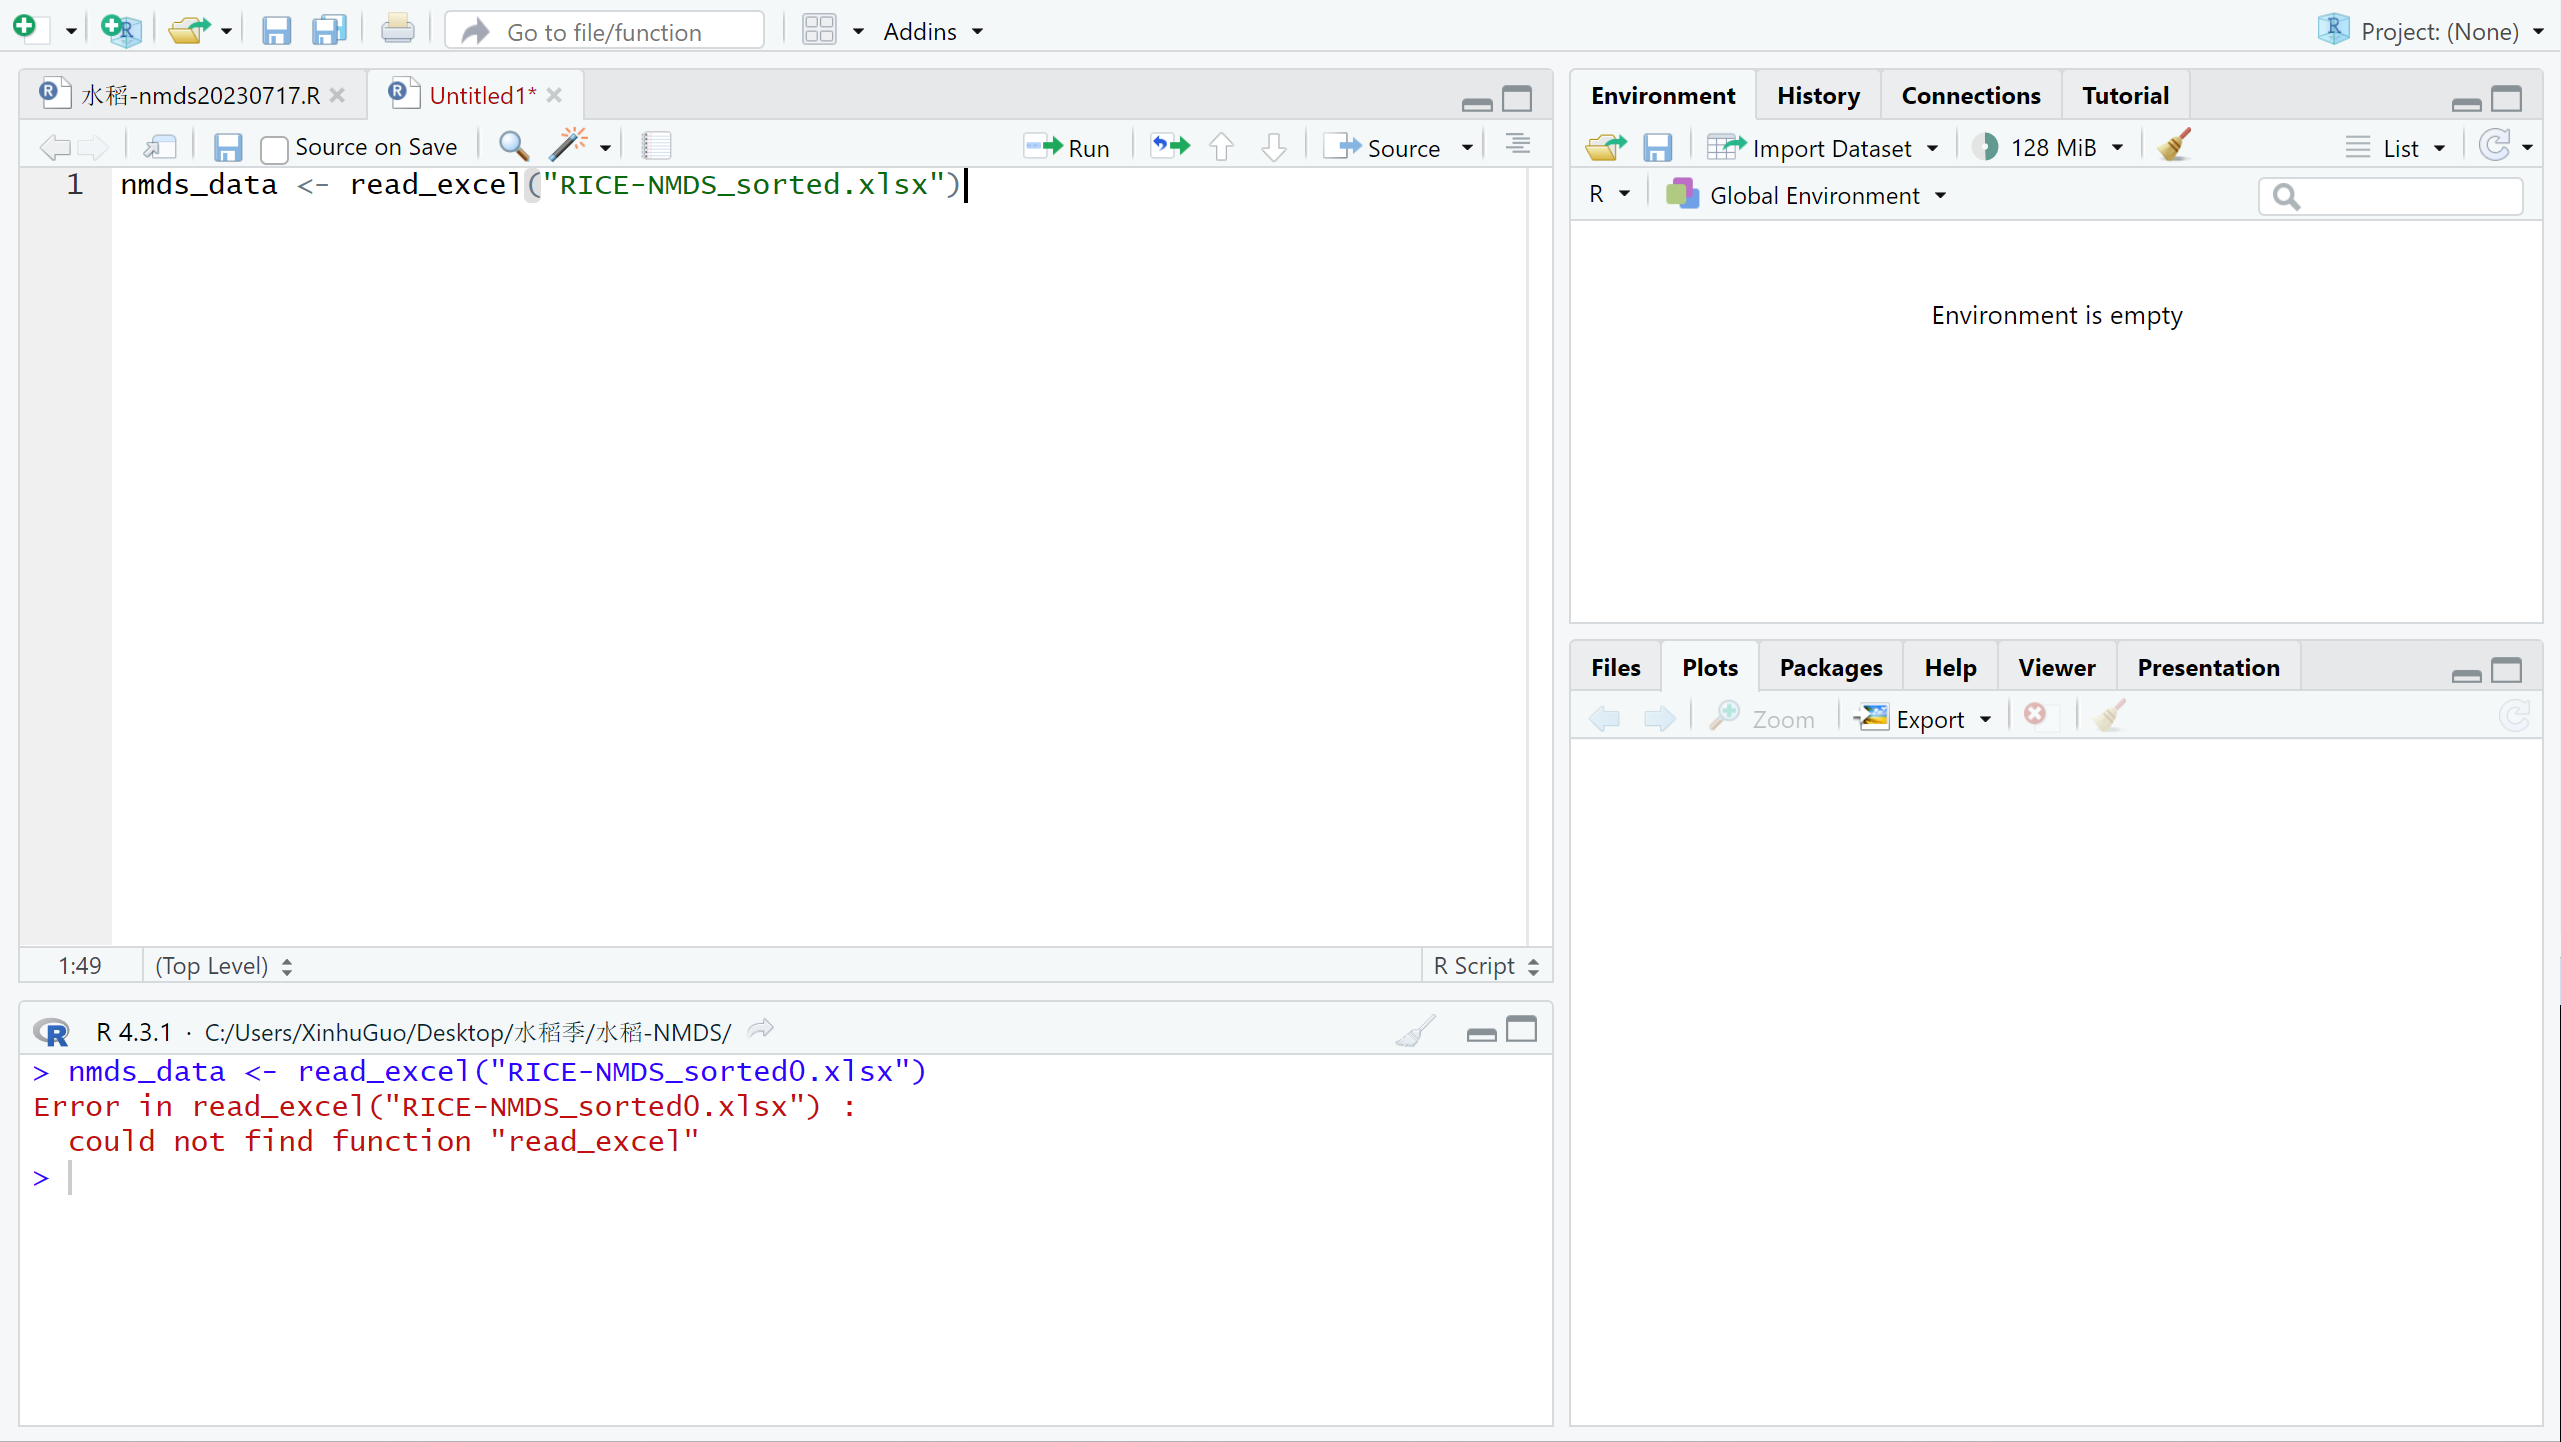 Go to file/function
Addins
Project: (None)
水稻-nmds20230717.R
Untitled1*
Source on Save
Run
Source
1 nmds_data <- read_excel("RICE-NMDS_sorted.xlsx")
1:49
(Top Level)
R Script
R 4.3.1 · C:/Users/XinhuGuo/Desktop/水稻季/水稻-NMDS/
> nmds_data <- read_excel("RICE-NMDS_sorted0.xlsx")
Error in read_excel("RICE-NMDS_sorted0.xlsx") :
could not find function "read_excel"
>
Environment
History
Connections
Tutorial
Import Dataset
128 MiB
List
R
Global Environment
Environment is empty
Files
Plots
Packages
Help
Viewer
Presentation
Zoom
Export